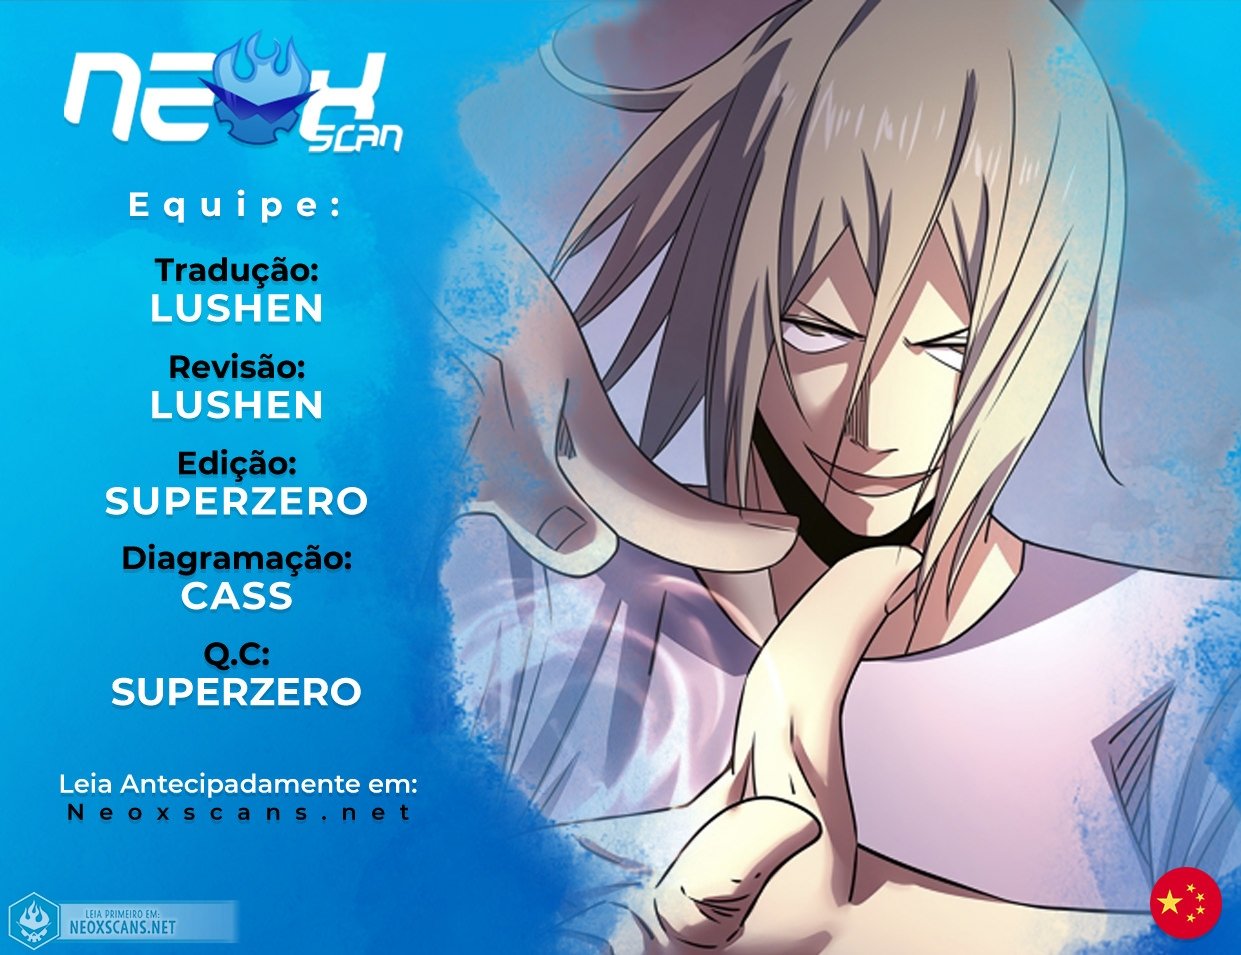 NEOX
SCAN
Equipe:
Tradução:
LUSHEN
Revisão:
LUSHEN
Edição:
SUPERZERO
Diagramação:
CASS
Q.C:
SUPERZERO
Leia Antecipadamente em:
Neoxscans.net
LEIA PRIMEIRO EM:
NEOXSCANS.NET